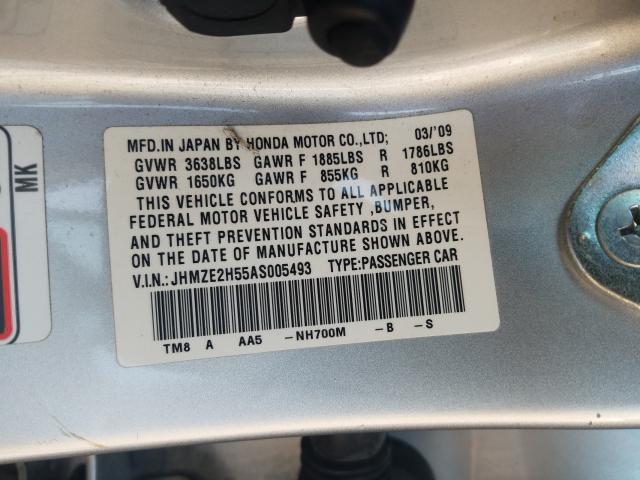 MFD.IN JAPAN BY HONDA MOTOR CO.,LTD; 03/'09
GVWR 3638LBS GAWR F 1885LBS R 1786LBS
GVWR 1650KG GAWR F 855KG R 810KG
THIS VEHICLE CONFORMS TO ALL APPLICABLE
FEDERAL MOTOR VEHICLE SAFETY ,BUMPER,
AND THEFT PREVENTION STANDARDS IN EFFECT
ON THE DATE OF MANUFACTURE SHOWN ABOVE.
V.I.N.: JHMZE2H55AS005493 TYPE:PASSENGER CAR
TM8 A AA5 -NH700M -B -S
MK